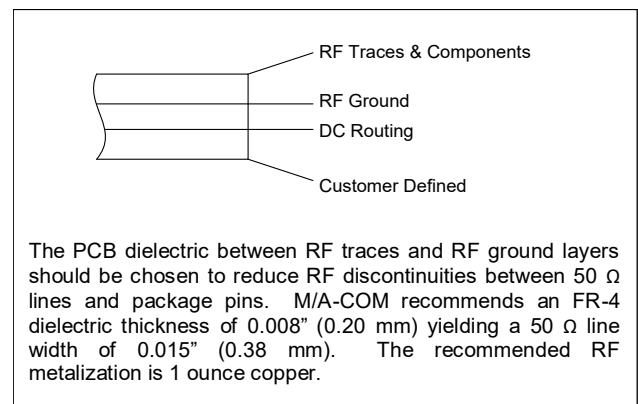 RF Traces & Components
RF Ground
DC Routing
Customer Defined
The PCB dielectric between RF traces and RF ground layers
should be chosen to reduce RF discontinuities between 50 Ω
lines and package pins. M/A-COM recommends an FR-4
dielectric thickness of 0.008” (0.20 mm) yielding a 50 Ω line
width of 0.015” (0.38 mm). The recommended RF
metalization is 1 ounce copper.